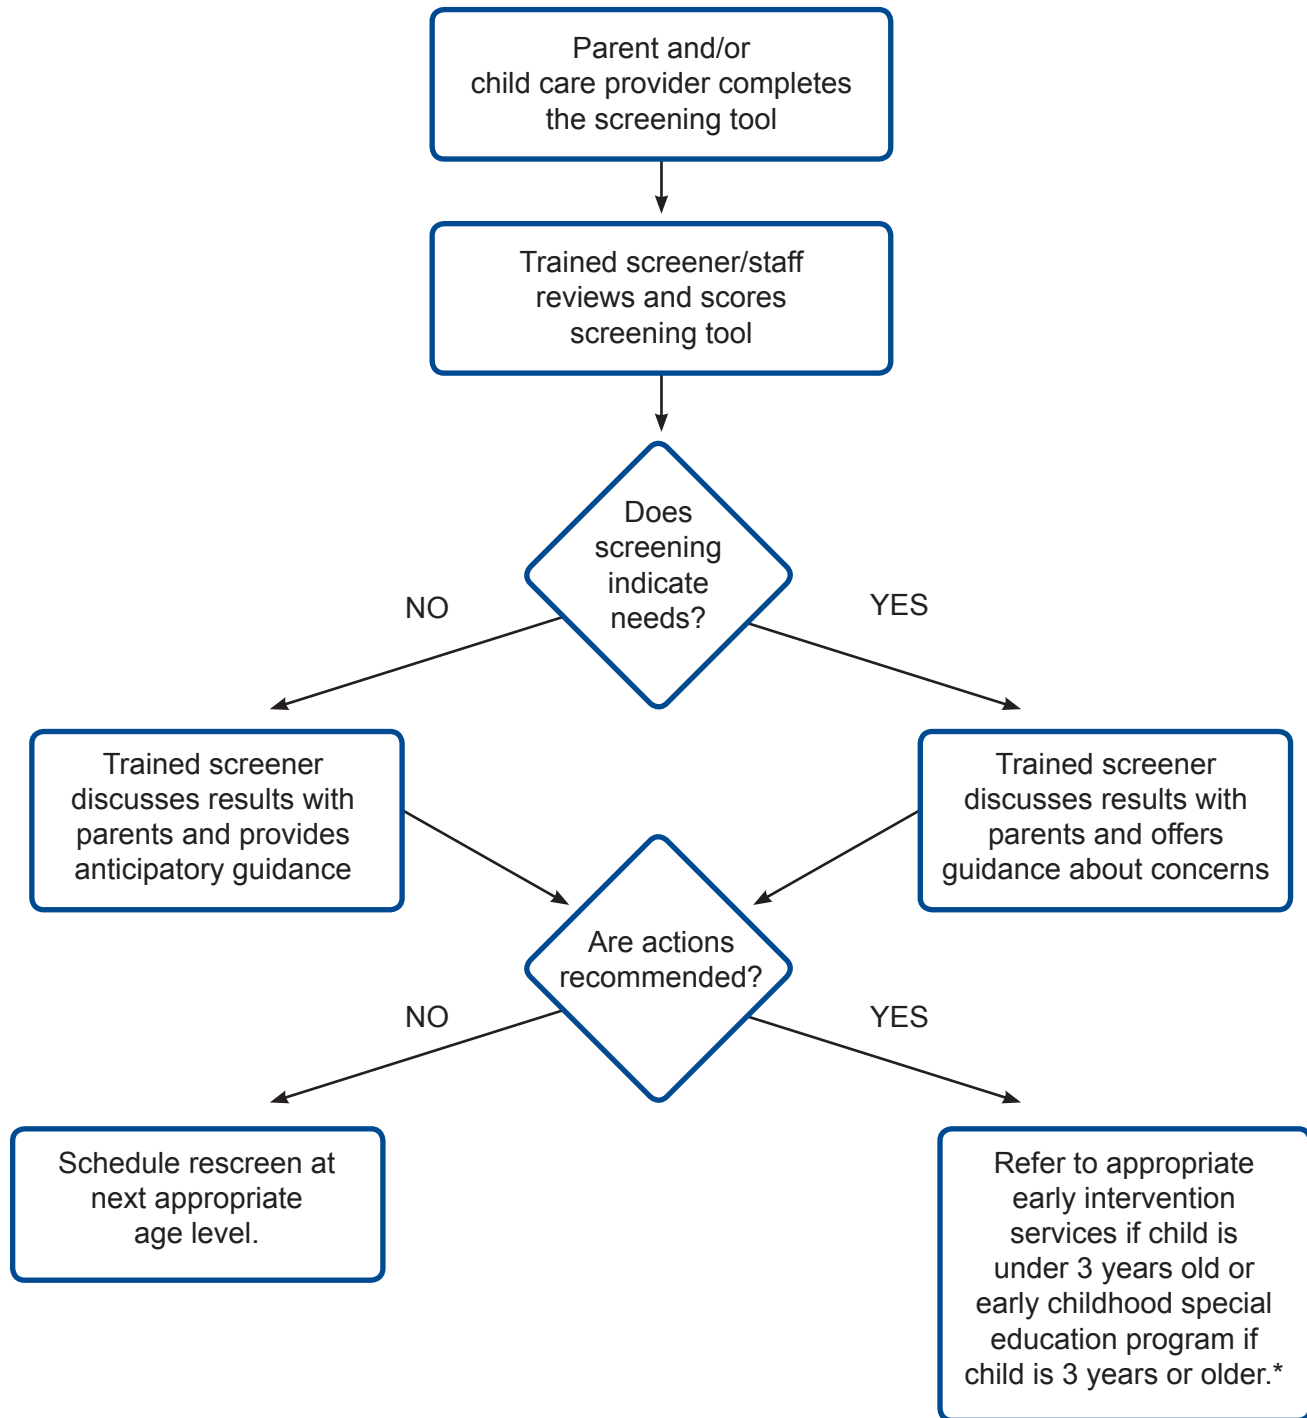 Parent and/or
child care provider completes
the screening tool
Trained screener/staff
reviews and scores
screening tool
Does
screening
indicate
needs?
NO
YES
Trained screener
discusses results with
parents and provides
anticipatory guidance
Trained screener
discusses results with
parents and offers
guidance about concerns
Are actions
recommended?
NO
YES
Schedule rescreen at
next appropriate
age level.
Refer to appropriate
early intervention
services if child is
under 3 years old or
early childhood special
education program if
child is 3 years or older.*